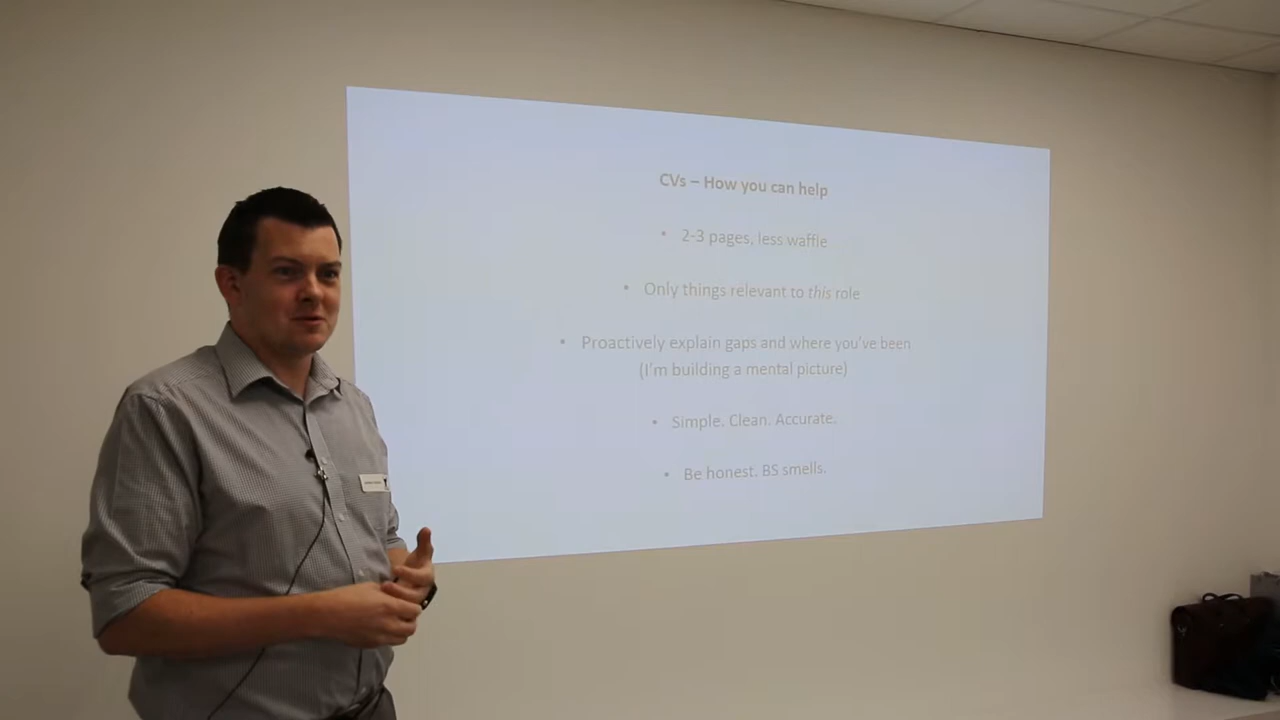 CVs – How you can help
• 2-3 pages, less waffle
• Only things relevant to this role
• Proactively explain gaps and where you've been
(I'm building a mental picture)
• Simple. Clean. Accurate.
• Be honest. BS smells.